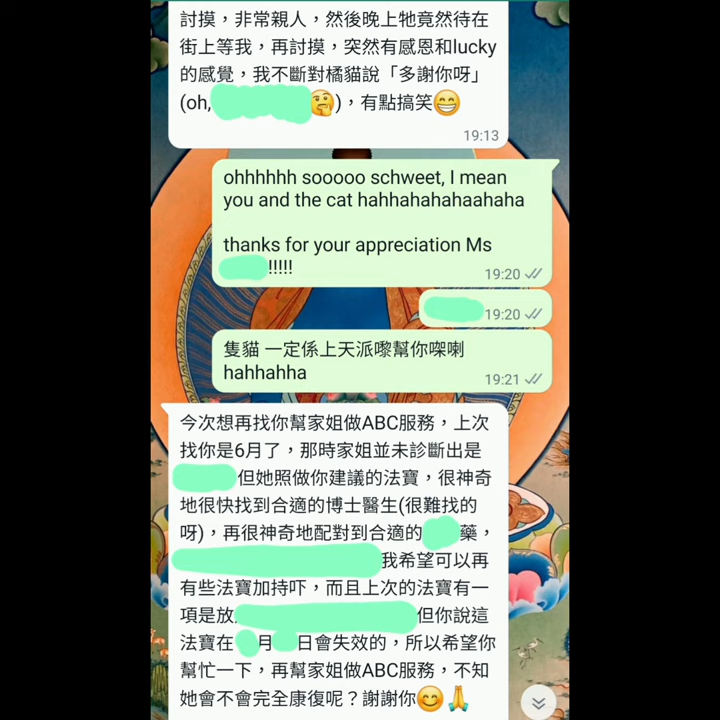 討摸，非常親人，然後晚上牠竟然待在
街上等我，再討摸，突然有感恩和lucky
的感覺，我不斷對橘貓說「多謝你呀」
(oh, 🤔)，有點搞笑😁
19:13
ohhhhhh sooooo schweet, I mean
you and the cat hahhahahahaahaha
thanks for your appreciation Ms
!!!!!
19:20
19:20
隻貓 一定係上天派嚟幫你㗎喇
hahhahha
19:21
今次想再找你幫家姐做ABC服務，上次
找你是6月了，那時家姐並未診斷出是
但她照做你建議的法寶，很神奇
地很快找到合適的博士醫生(很難找的
呀)，再很神奇地配對到合適的 藥，
我希望可以再
有些法寶加持吓，而且上次的法寶有一
項是放 但你說這
法寶在 月 日會失效的，所以希望你
幫忙一下，再幫家姐做ABC服務，不知
她會不會完全康復呢？謝謝你😊🙏